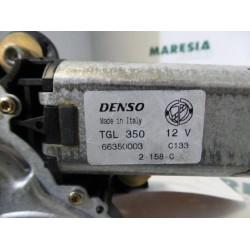 MARESIA
DENSO
Made in Italy
TGL 350 12 V
66350003 C133
2 158-C